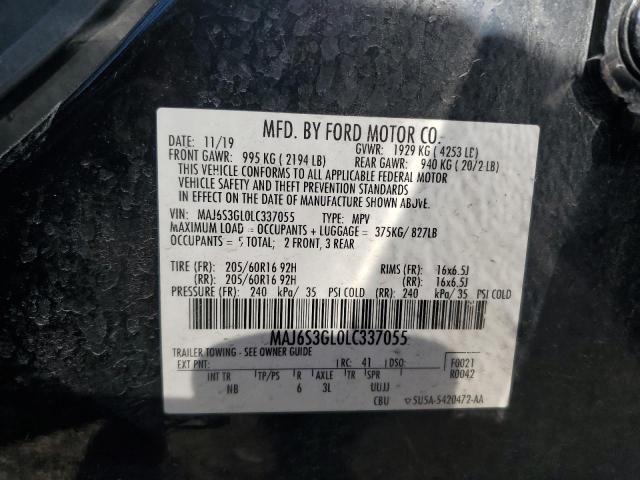 MFD. BY FORD MOTOR CO.
DATE: 11/19 GVWR: 1929 KG ( 4253 LB)
FRONT GAWR: 995 KG ( 2194 LB) REAR GAWR: 940 KG ( 2072 LB)
THIS VEHICLE CONFORMS TO ALL APPLICABLE FEDERAL MOTOR
VEHICLE SAFETY AND THEFT PREVENTION STANDARDS
IN EFFECT ON THE DATE OF MANUFACTURE SHOWN ABOVE.
VIN: MAJ6S3GL0LC337055 TYPE: MPV
MAXIMUM LOAD = OCCUPANTS + LUGGAGE = 375KG/ 827LB
OCCUPANTS = 5 TOTAL; 2 FRONT, 3 REAR
TIRE (FR): 205/60R16 92H RIMS (FR): 16x6.5J
(RR): 205/60R16 92H (RR): 16x6.5J
PRESSURE (FR): 240 kPa/ 35 PSI COLD (RR): 240 kPa/ 35 PSI COLD
MAJ6S3GL0LC337055
TRAILER TOWING - SEE OWNER GUIDE
EXT PNT: RC: 41 DSO: F0021
R0042
INT TR TP/PS R AXLE TR SPR
NB 6 3L UUJJ
CBU 5U5A-5420472-AA